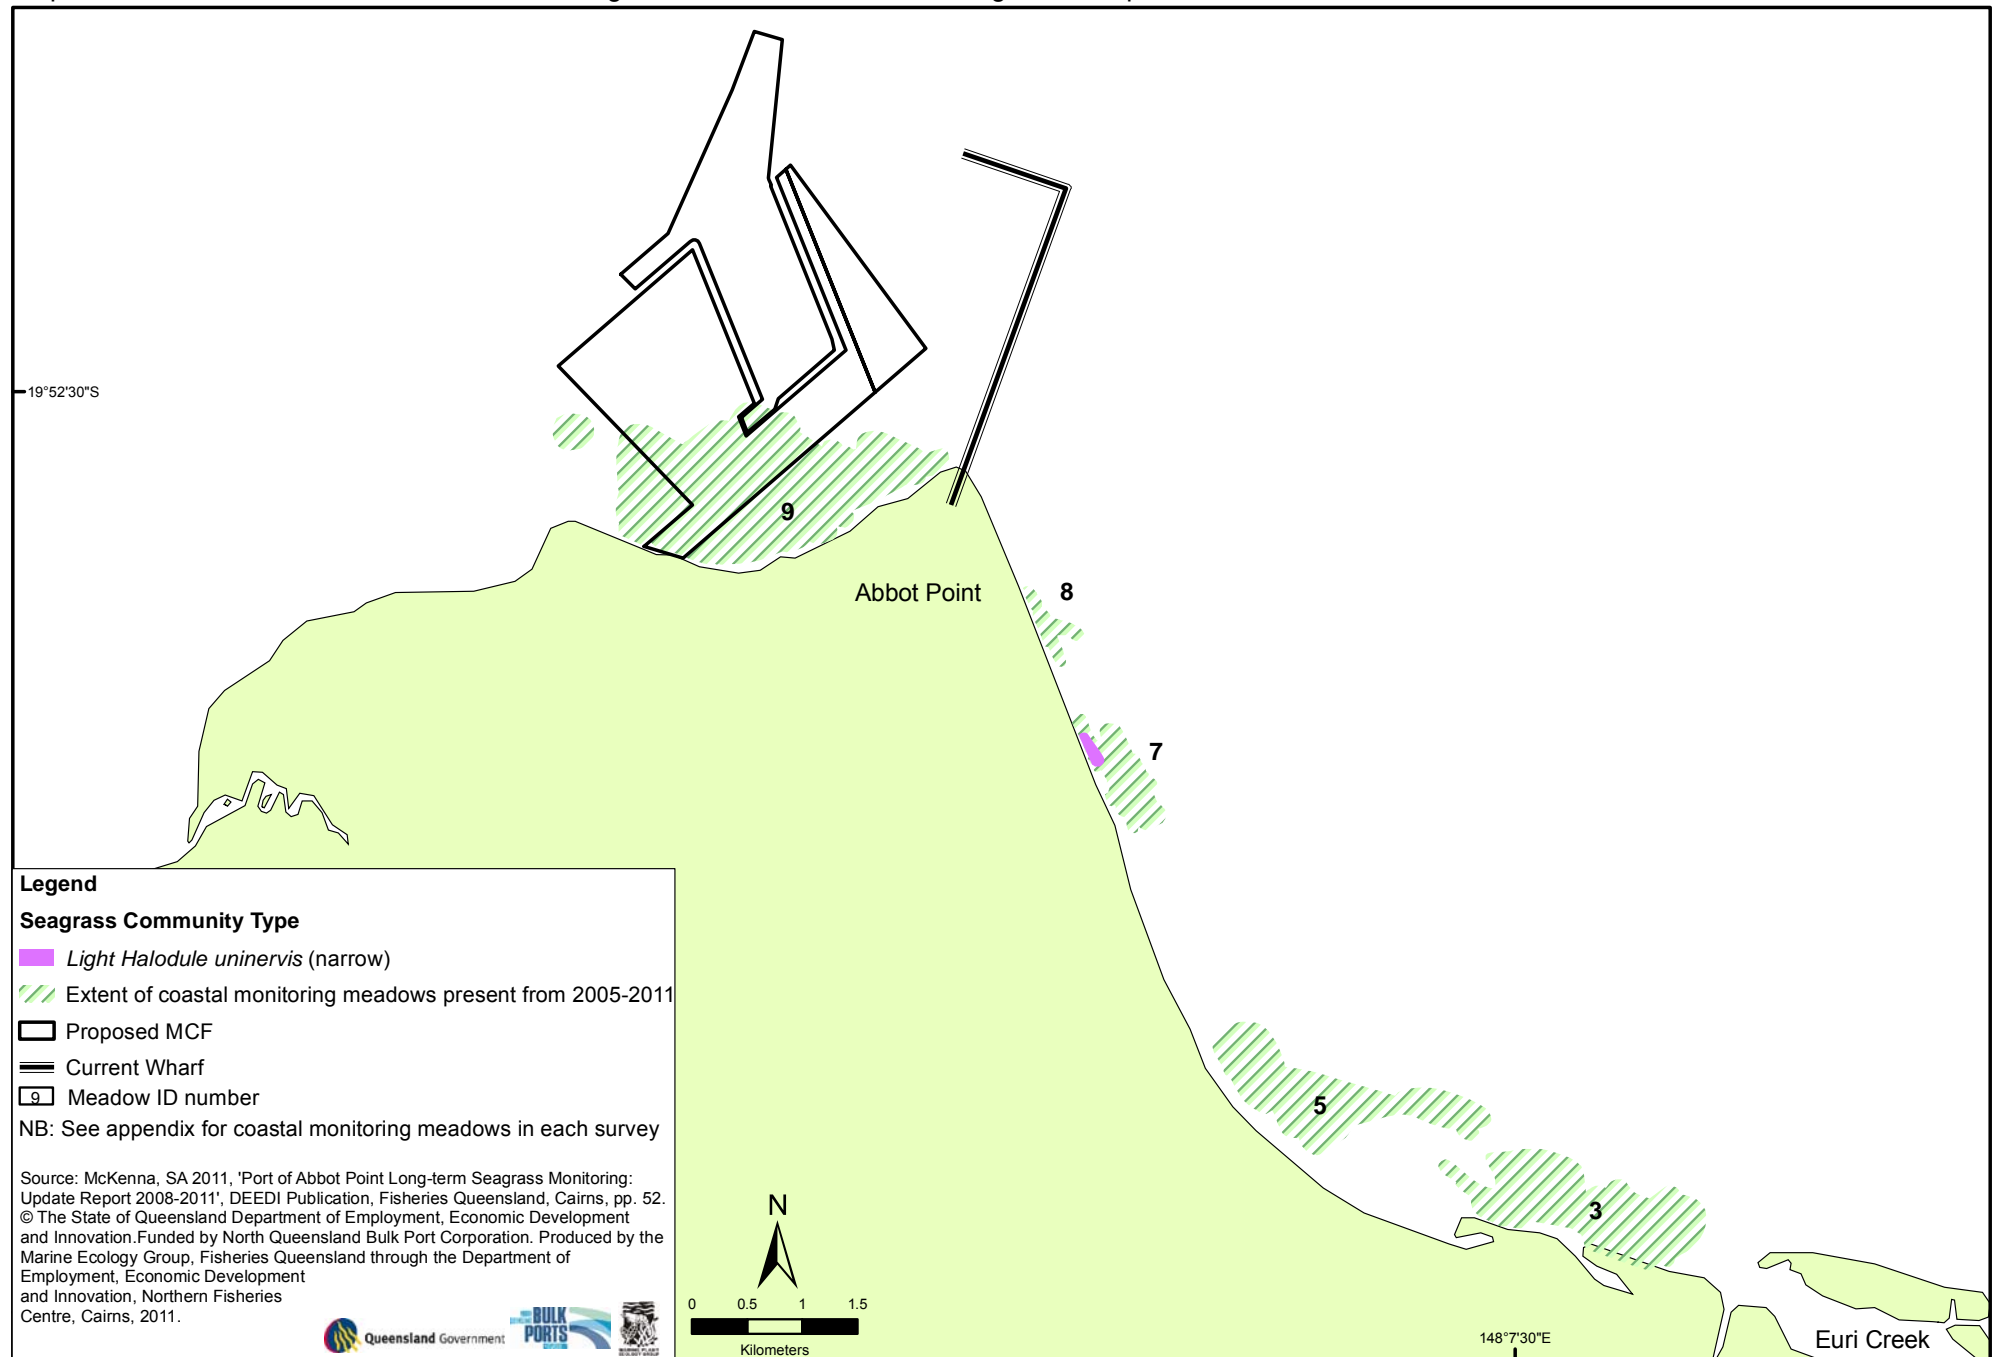 19°52'30"S
9
Abbot Point
8
7
5
3
Legend
Seagrass Community Type
Light Halodule uninervis (narrow)
Extent of coastal monitoring meadows present from 2005-2011
Proposed MCF
Current Wharf
9 Meadow ID number
NB: See appendix for coastal monitoring meadows in each survey
Source: McKenna, SA 2011, 'Port of Abbot Point Long-term Seagrass Monitoring:
Update Report 2008-2011', DEEDI Publication, Fisheries Queensland, Cairns, pp. 52.
© The State of Queensland Department of Employment, Economic Development
and Innovation.Funded by North Queensland Bulk Port Corporation. Produced by the
Marine Ecology Group, Fisheries Queensland through the Department of
Employment, Economic Development
and Innovation, Northern Fisheries
Centre, Cairns, 2011.
Queensland Government
BULK
PORTS
MARINE PLANT
ECOLOGY GROUP
N
0 0.5 1 1.5
Kilometers
148°7'30"E
Euri Creek